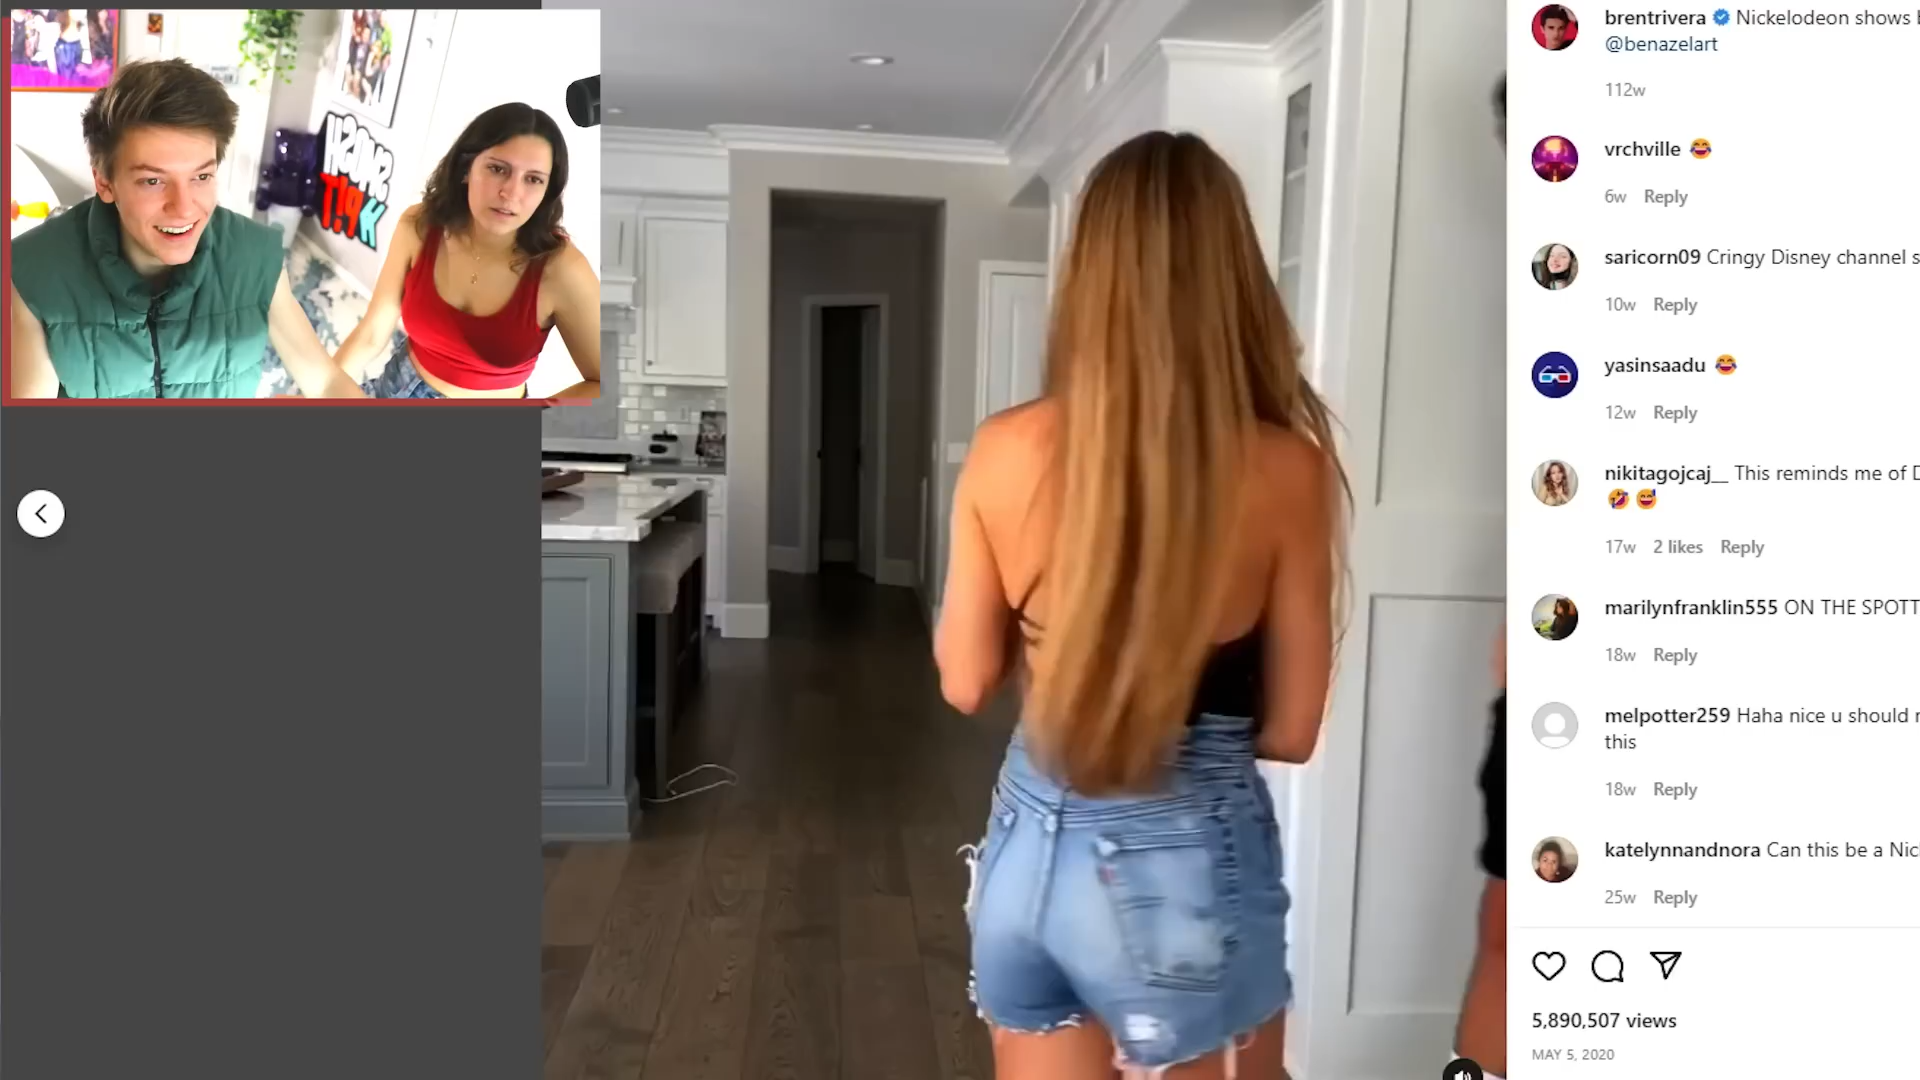 brentrivera Nickelodeon shows b
@benazelart
112w
vrchville 😂
6w Reply
saricorn09 Cringy Disney channel s
10w Reply
yasinsaadu 😂
12w Reply
nikitagojcaj__ This reminds me of D
🤣 😅
17w 2 likes Reply
marilynfranklin555 ON THE SPOTT
18w Reply
melpotter259 Haha nice u should r
this
18w Reply
katelynnandnora Can this be a Nic
25w Reply
5,890,507 views
MAY 5, 2020